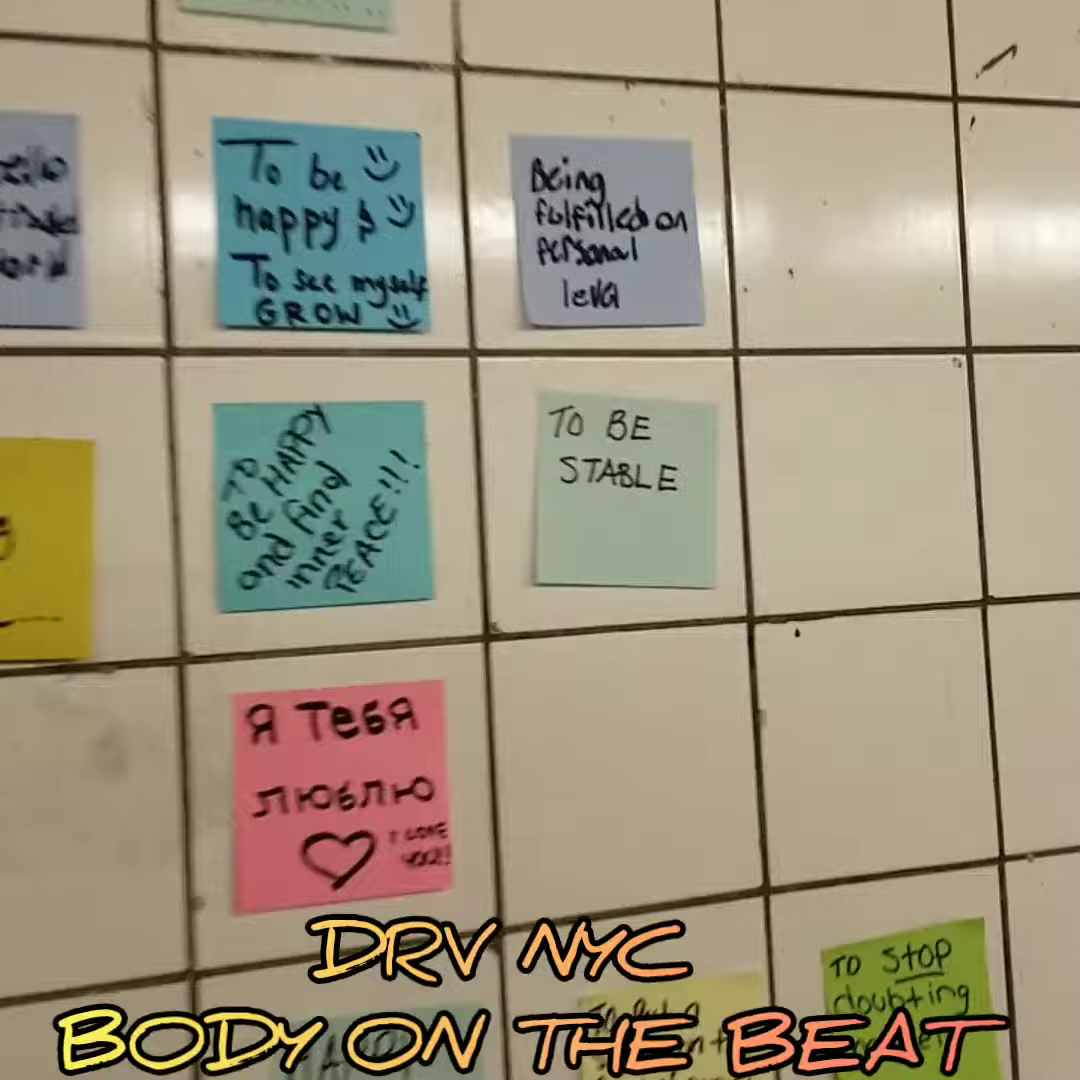 To be
happy &
To see myself
GROW
Being
fulfilled on
personal
level
TO
BE HAPPY
and find
inner
PEACE!!!
TO BE
STABLE
Я Тебя
люблю
I LOVE
YOU!!
TO STOP
doubting
DRV NYC
BODY ON THE BEAT